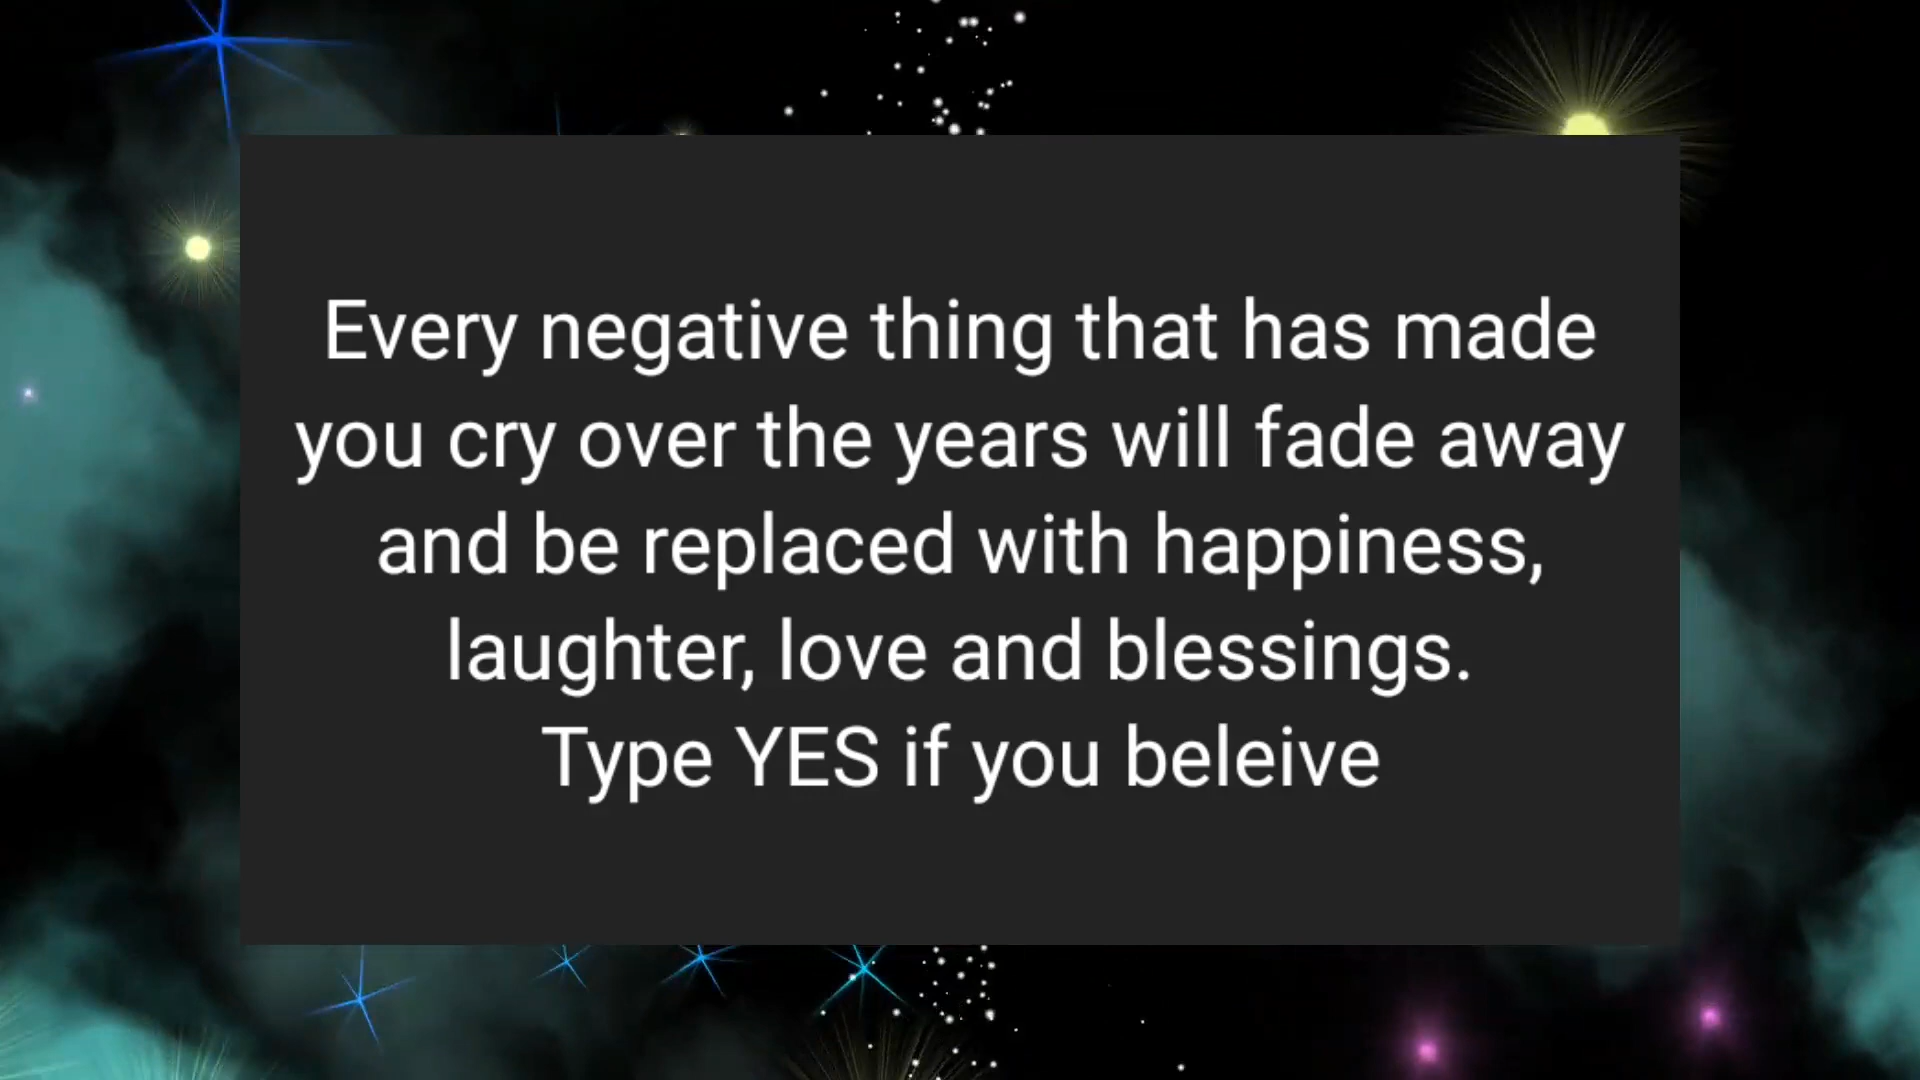 Every negative thing that has made
you cry over the years will fade away
and be replaced with happiness,
laughter, love and blessings.
Type YES if you beleive